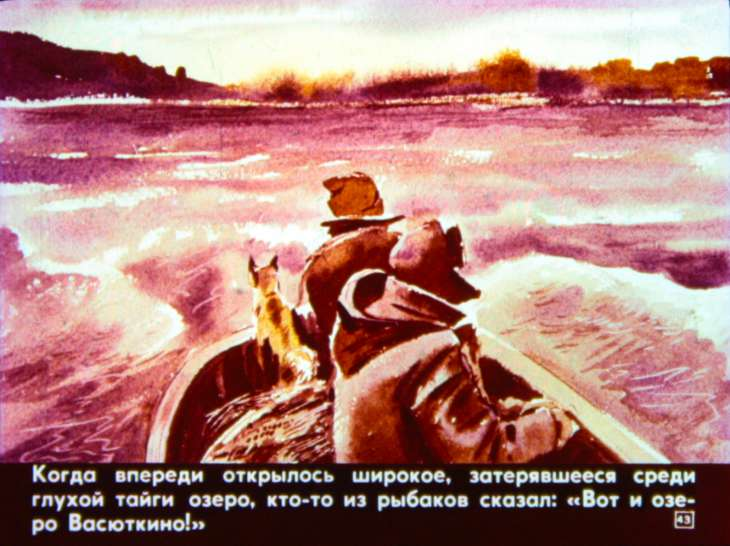 Когда впереди открылось широкое, затерявшееся среди
глухой тайги озеро, кто-то из рыбаков сказал: «Вот и озе-
ро Васюткино!»
43